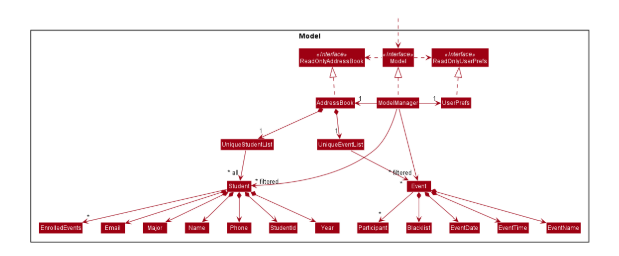 Model
«Interface»
ReadOnlyAddressBook
«Interface»
Model
«Interface»
ReadOnlyUserPrefs
AddressBook
1
ModelManager
1
UserPrefs
1
UniqueStudentList
1
UniqueEventList
* all
* filtered
* filtered
*
Student
Event
*
*
EnrolledEvents
Email
Major
Name
Phone
StudentId
Year
Participant
Blacklist
EventDate
EventTime
EventName